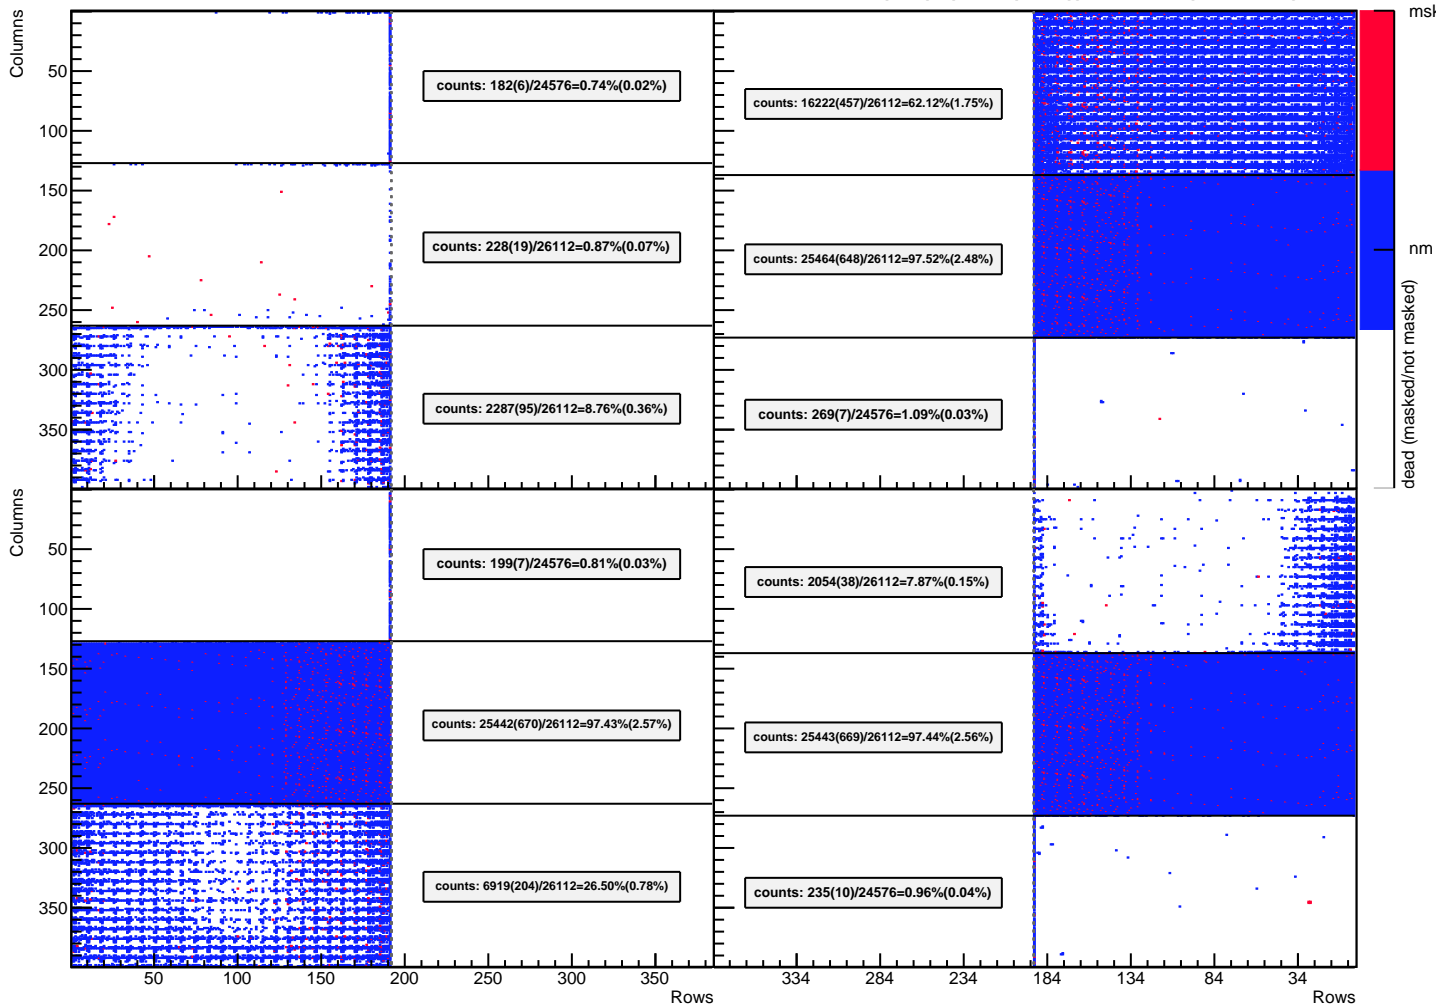 msk
Columns
50
100
150
200
250
300
350
counts: 182(6)/24576=0.74%(0.02%)
counts: 228(19)/26112=0.87%(0.07%)
counts: 2287(95)/26112=8.76%(0.36%)
50 100 150 200 250 300 350
counts: 16222(457)/26112=62.12%(1.75%)
counts: 25464(648)/26112=97.52%(2.48%)
counts: 269(7)/24576=1.09%(0.03%)
nm
dead (masked/not masked)
Columns
50
100
150
200
250
300
350
counts: 199(7)/24576=0.81%(0.03%)
counts: 25442(670)/26112=97.43%(2.57%)
counts: 6919(204)/26112=26.50%(0.78%)
50 100 150 200 250 300 350
Rows
counts: 2054(38)/26112=7.87%(0.15%)
counts: 25443(669)/26112=97.44%(2.56%)
counts: 235(10)/24576=0.96%(0.04%)
334 284 234 184 134 84 34
Rows